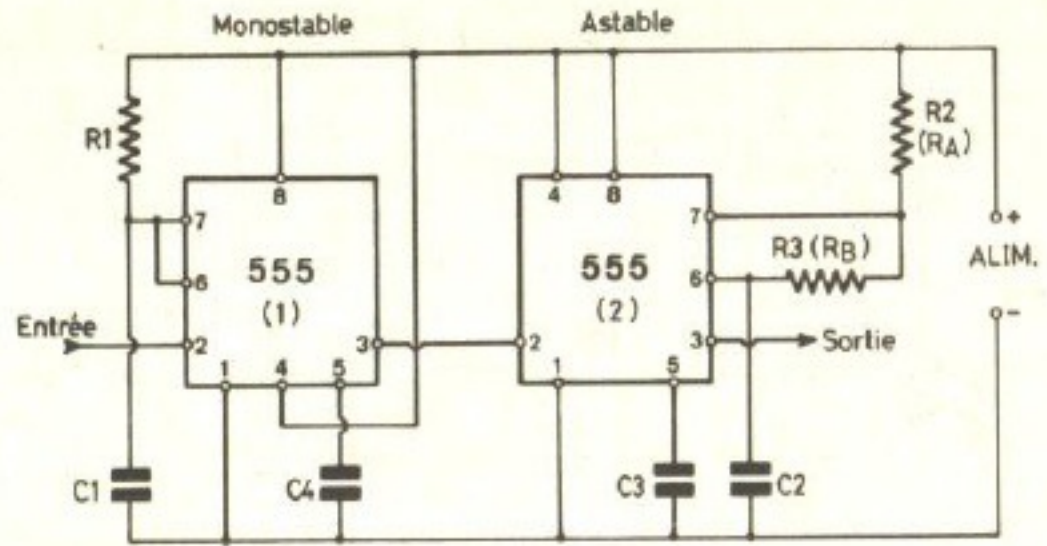 Monostable
Astable
R1
R2
(RA)
8
4
8
7
7
R3 (RB)
+
ALIM.
555
555
6
6
(1)
(2)
-
Entrée
2
3
2
3
Sortie
1
4
5
1
5
C1
C4
C3
C2